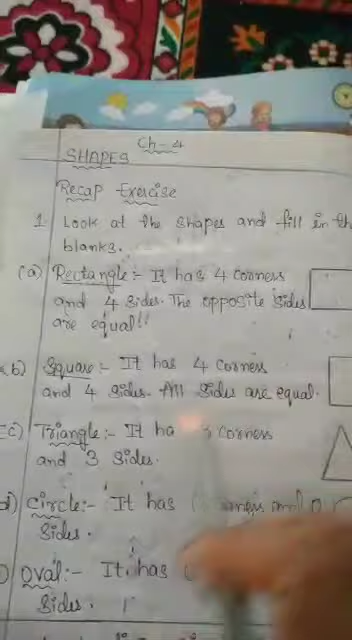 Ch - 4
SHAPES
Recap Exercise
1. Look at the shapes and fill in
blanks.
(a) Rectangle :- It has 4 corners
and 4 sides. The opposite sides
are equal!!
b) Square :- It has 4 corners
and 4 sides. All sides are equal.
(c) Triangle :- It corners
and 3 sides.
d) Circle :- It has
sides.
) Oval :- It has
sides.